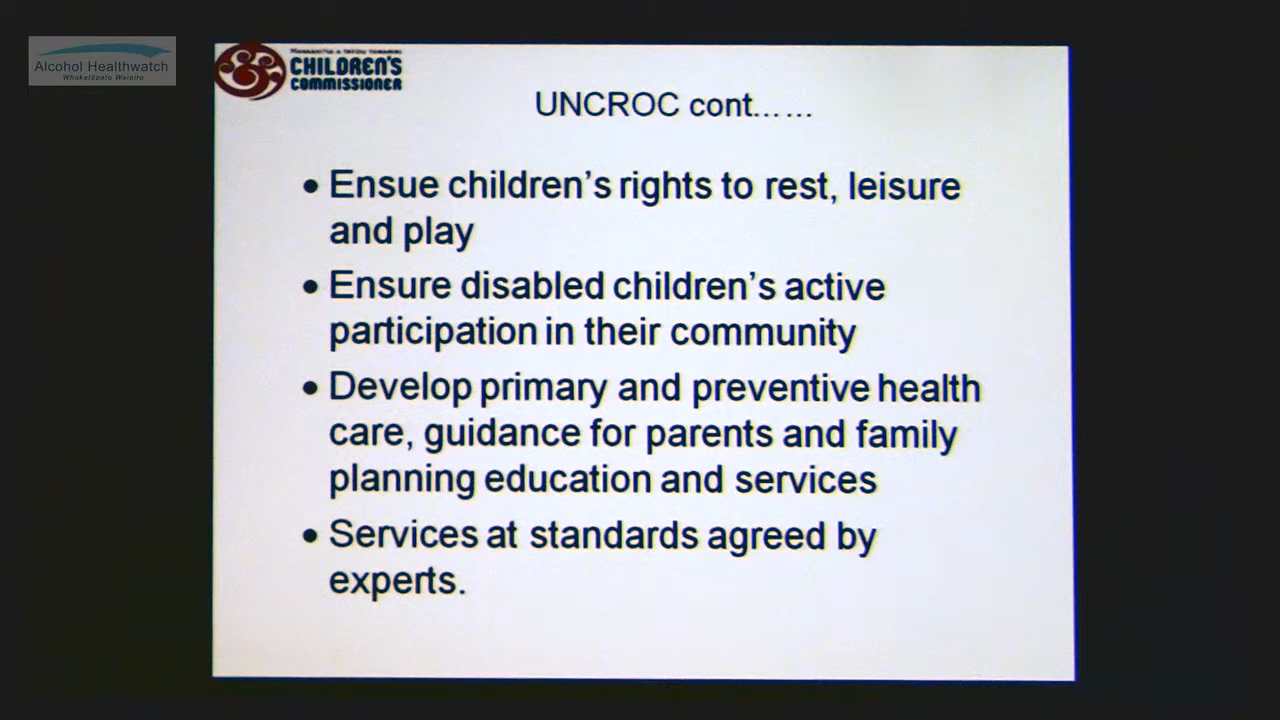 Alcohol Healthwatch
Whakatūpato Waipiro
CHILDREN'S
COMMISSIONER
UNCROC cont……
• Ensue children's rights to rest, leisure
and play
• Ensure disabled children's active
participation in their community
• Develop primary and preventive health
care, guidance for parents and family
planning education and services
• Services at standards agreed by
experts.